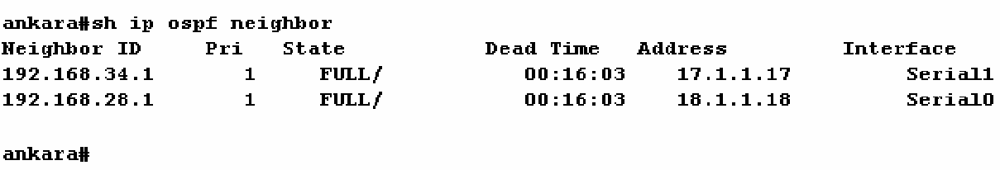 ankara#sh ip ospf neighbor
Neighbor ID Pri State Dead Time Address Interface
192.168.34.1 1 FULL/ 00:16:03 17.1.1.17 Serial1
192.168.28.1 1 FULL/ 00:16:03 18.1.1.18 Serial0
ankara#